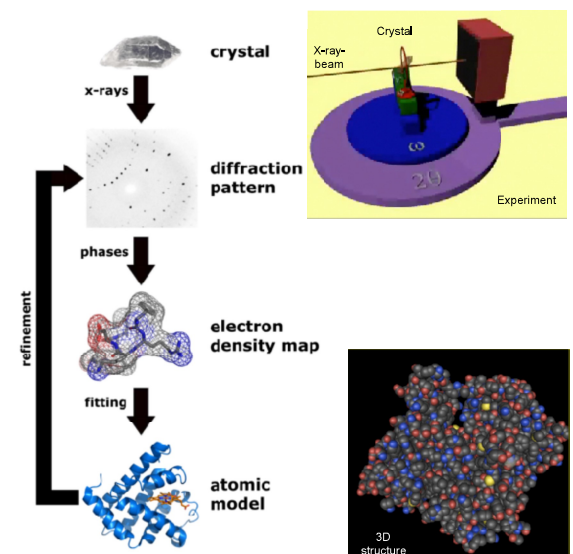 crystal
x-rays
diffraction
pattern
phases
electron
density map
fitting
atomic
model
refinement
Crystal
X-ray-
beam
ω
2θ
Experiment
3D
structure